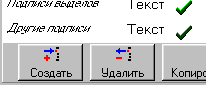 Подписи выделов Текст
Другие подписи Текст
Создать Удалить Копиро